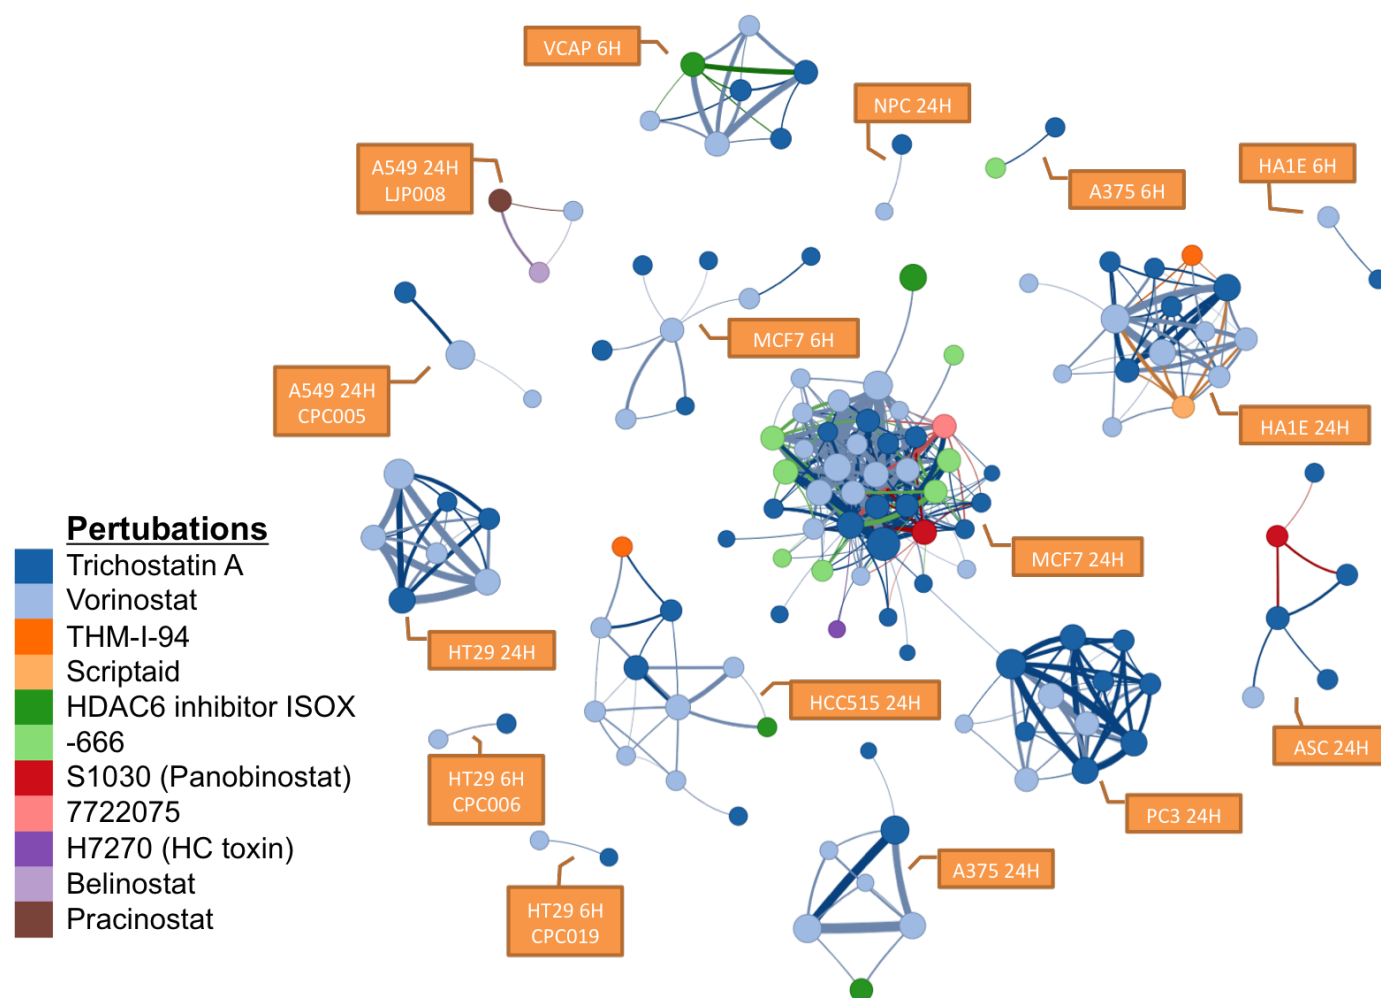 VCAP 6H
NPC 24H
A549 24H
LJP008
A375 6H
HA1E 6H
MCF7 6H
A549 24H
CPC005
HA1E 24H
MCF7 24H
HT29 24H
HCC515 24H
ASC 24H
HT29 6H
CPC006
PC3 24H
A375 24H
HT29 6H
CPC019
Pertubations
Trichostatin A
Vorinostat
THM-I-94
Scriptaid
HDAC6 inhibitor ISOX
-666
S1030 (Panobinostat)
7722075
H7270 (HC toxin)
Belinostat
Pracinostat